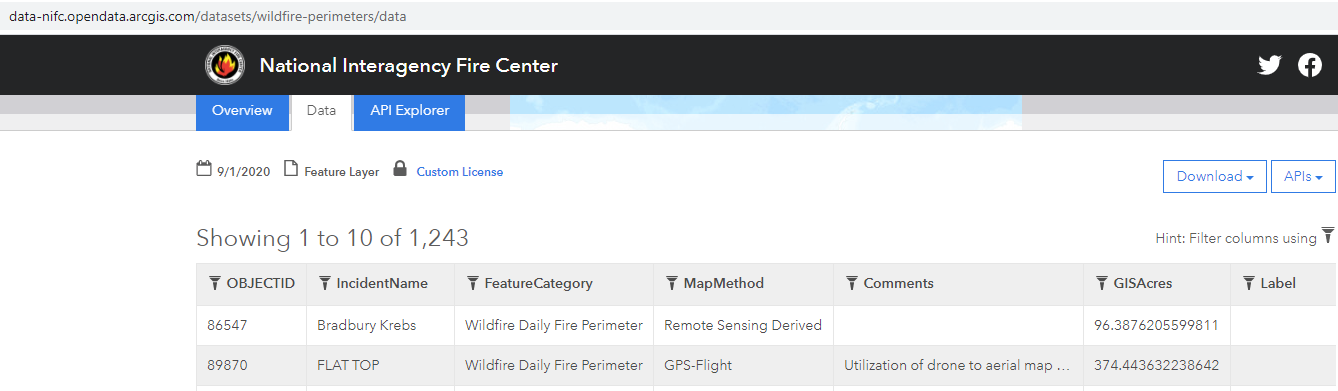 data-nifc.opendata.arcgis.com/datasets/wildfire-perimeters/data
National Interagency Fire Center
Overview Data API Explorer
9/1/2020 Feature Layer Custom License
Download APIs
Showing 1 to 10 of 1,243
Hint: Filter columns using
OBJECTID IncidentName FeatureCategory MapMethod Comments GISAcres Label
86547 Bradbury Krebs Wildfire Daily Fire Perimeter Remote Sensing Derived 96.3876205599811
89870 FLAT TOP Wildfire Daily Fire Perimeter GPS-Flight Utilization of drone to aerial map ... 374.443632238642